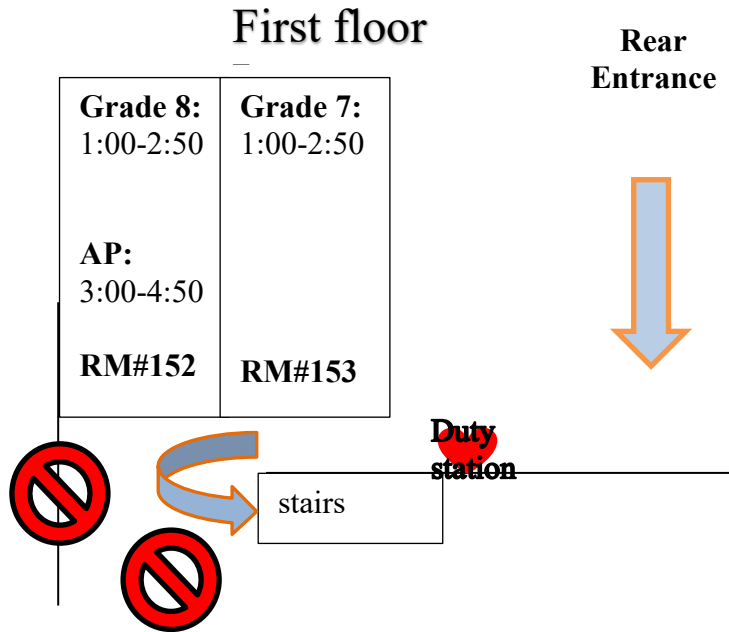 First floor
Rear
Entrance
Grade 8:
1:00-2:50
AP:
3:00-4:50
RM#152
Grade 7:
1:00-2:50
RM#153
Duty
station
stairs